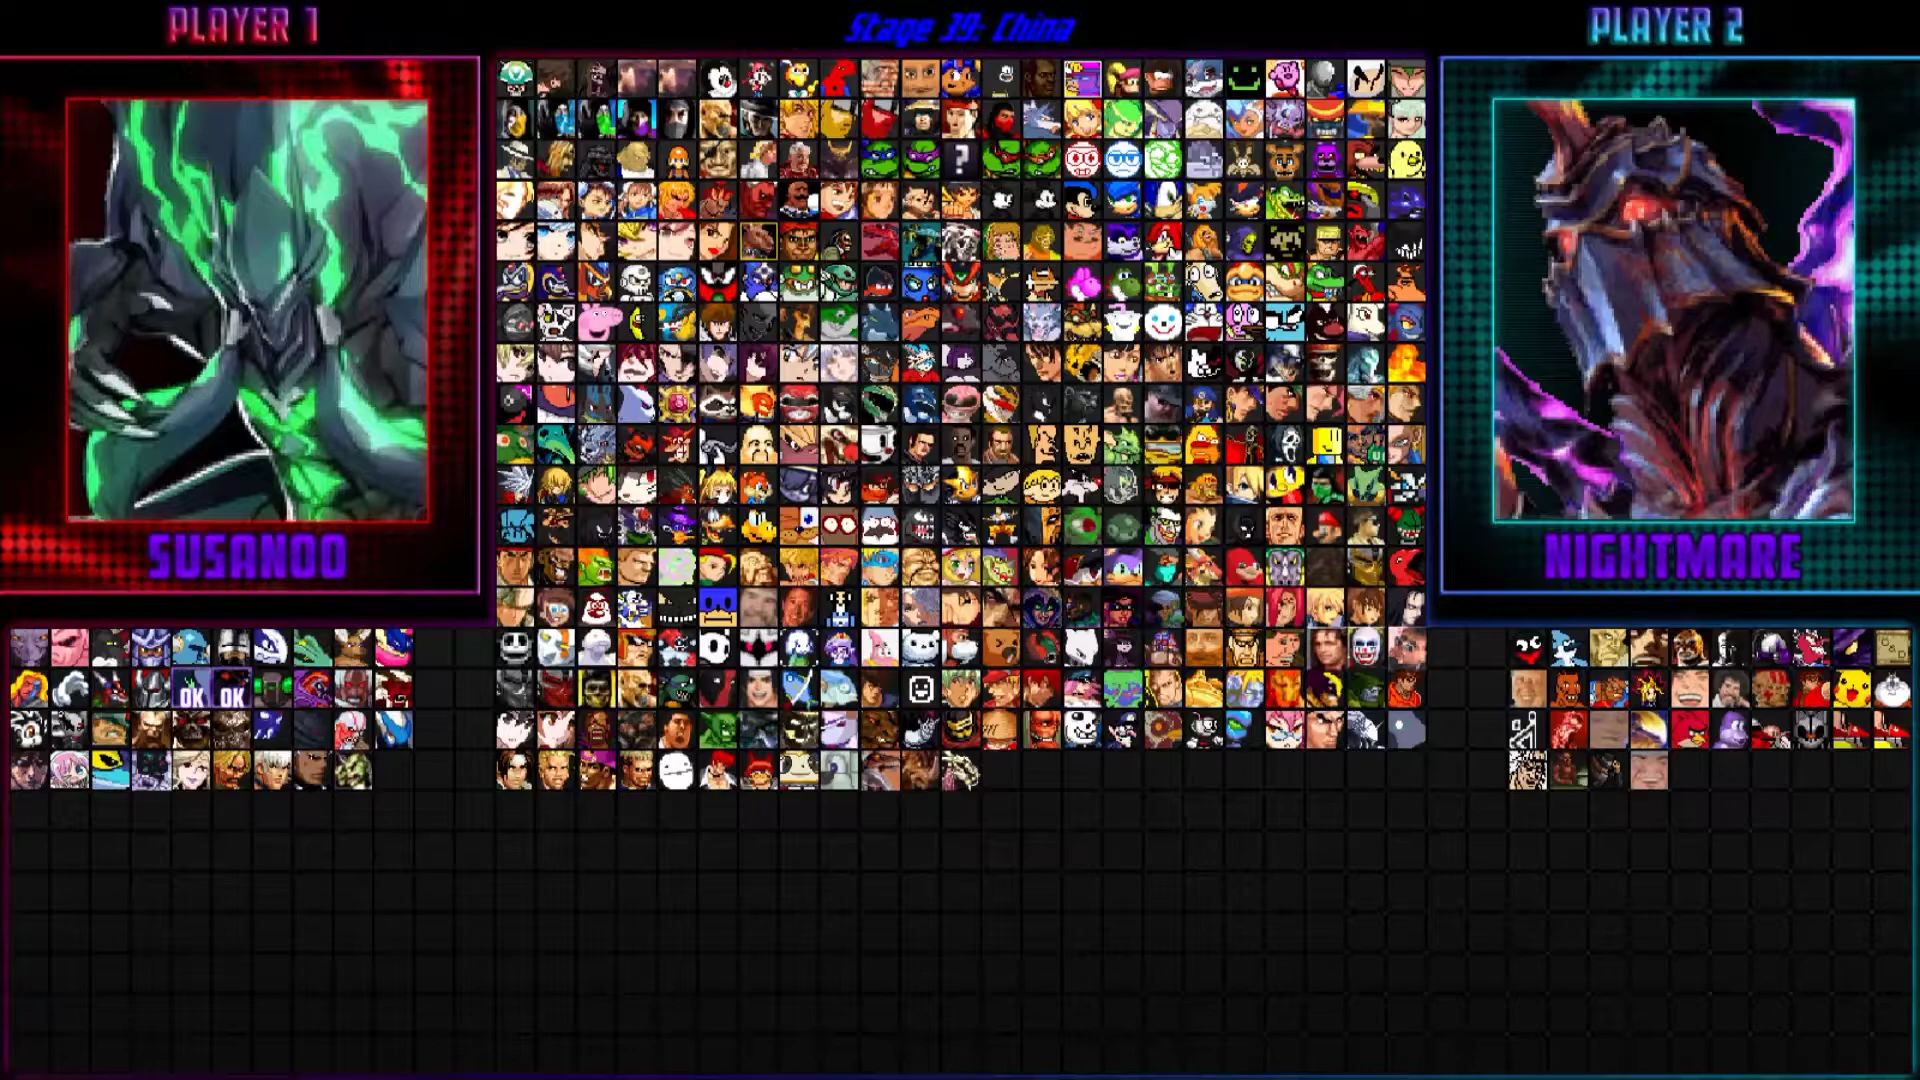 PLAYER 1
Stage 39: China
PLAYER 2
?
SUSANOO
NIGHTMARE
OK OK